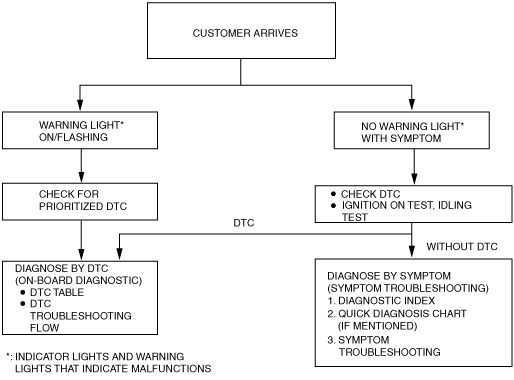 CUSTOMER ARRIVES
WARNING LIGHT*
ON/FLASHING
NO WARNING LIGHT*
WITH SYMPTOM
CHECK FOR
PRIORITIZED DTC
● CHECK DTC
● IGNITION ON TEST, IDLING
TEST
DTC
WITHOUT DTC
DIAGNOSE BY DTC
(ON-BOARD DIAGNOSTIC)
● DTC TABLE
● DTC
TROUBLESHOOTING
FLOW
DIAGNOSE BY SYMPTOM
(SYMPTOM TROUBLESHOOTING)
1. DIAGNOSTIC INDEX
2. QUICK DIAGNOSIS CHART
(IF MENTIONED)
3. SYMPTOM
TROUBLESHOOTING
*: INDICATOR LIGHTS AND WARNING
LIGHTS THAT INDICATE MALFUNCTIONS